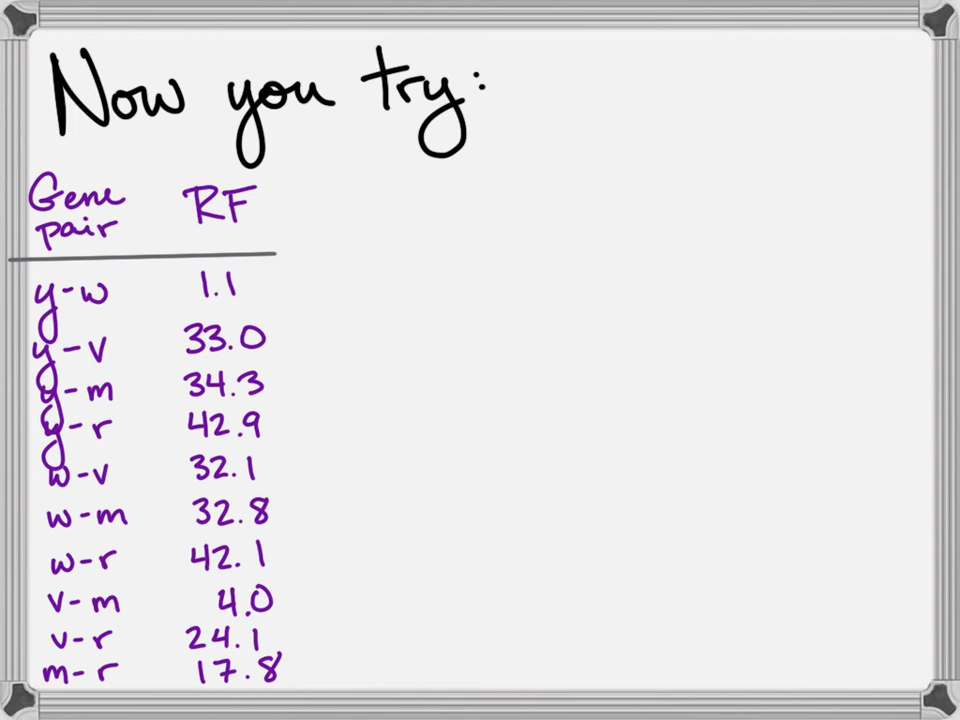 Now you try:
Gene pair RF
y-w 1.1
y-v 33.0
y-m 34.3
y-r 42.9
w-v 32.1
w-m 32.8
w-r 42.1
v-m 4.0
v-r 24.1
m-r 17.8